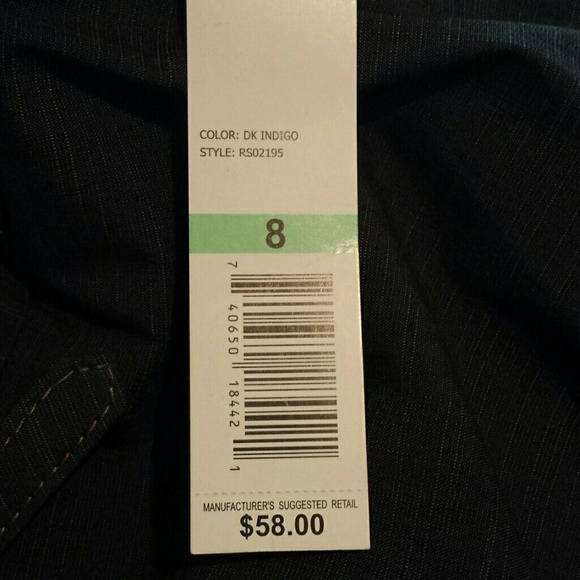 COLOR: DK INDIGO
STYLE: RS02195
8
7 40650 18442 1
MANUFACTURER'S SUGGESTED RETAIL
$58.00